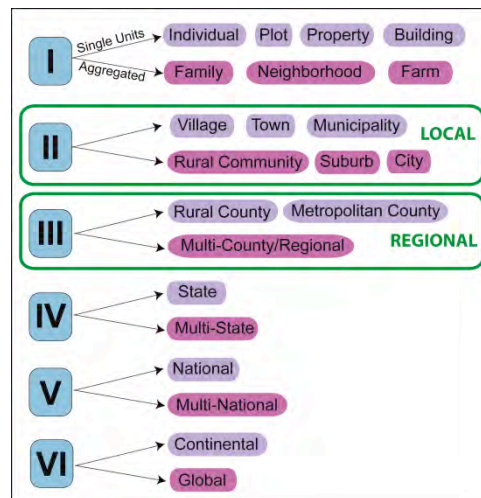 I
Single Units
Individual Plot Property Building
Aggregated
Family Neighborhood Farm
II
Village Town Municipality
LOCAL
Rural Community Suburb City
III
Rural County Metropolitan County
Multi-County/Regional
REGIONAL
IV
State
Multi-State
V
National
Multi-National
VI
Continental
Global